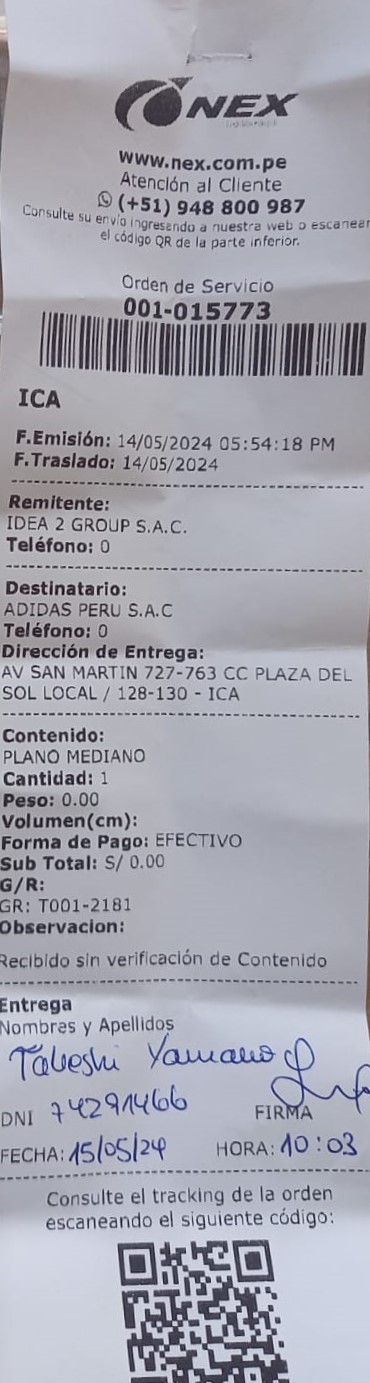 NEX
www.nex.com.pe
Atención al Cliente
(+51) 948 800 987
Consulte su envío ingresando a nuestra web o escanear
el código QR de la parte inferior.
Orden de Servicio
001-015773
ICA
F.Emisión: 14/05/2024 05:54:18 PM
F.Traslado: 14/05/2024
Remitente:
IDEA 2 GROUP S.A.C.
Teléfono: 0
Destinatario:
ADIDAS PERU S.A.C
Teléfono: 0
Dirección de Entrega:
AV SAN MARTIN 727-763 CC PLAZA DEL
SOL LOCAL / 128-130 - ICA
Contenido:
PLANO MEDIANO
Cantidad: 1
Peso: 0.00
Volumen(cm):
Forma de Pago: EFECTIVO
Sub Total: S/ 0.00
G/R:
GR: T001-2181
Observacion:
Recibido sin verificación de Contenido
Entrega
Nombres y Apellidos
Takeshi Yamano
DNI 74291466 FIRMA
FECHA: 15/05/24 HORA: 10:03
Consulte el tracking de la orden
escaneando el siguiente código: